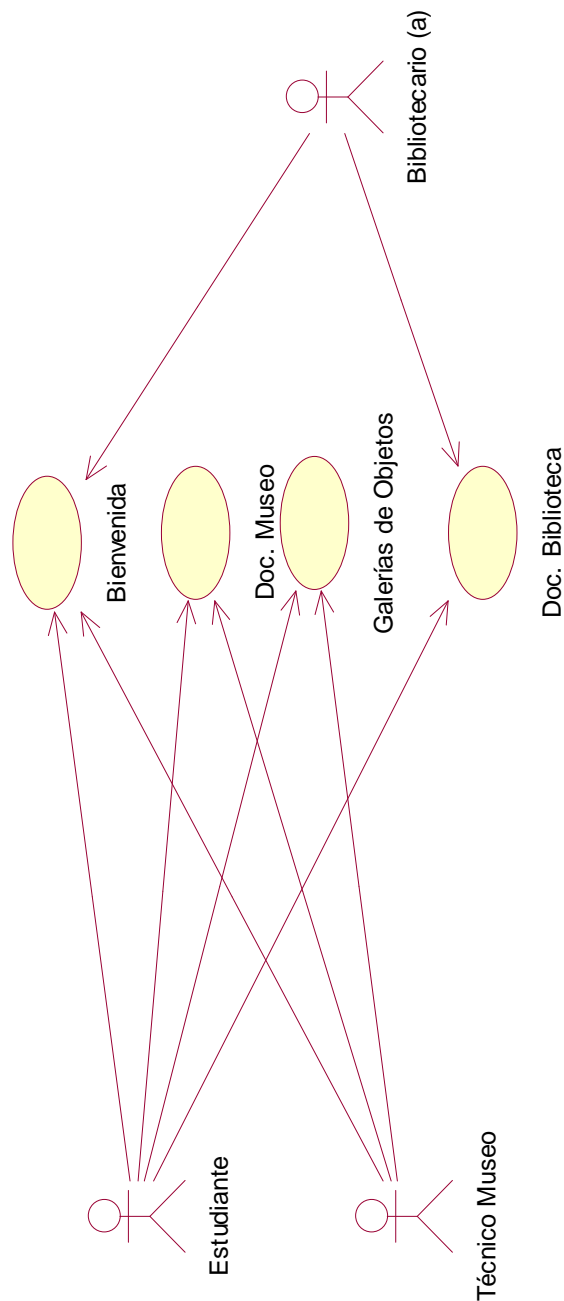 Estudiante
Técnico Museo
Bienvenida
Doc. Museo
Galerías de Objetos
Doc. Biblioteca
Bibliotecario (a)